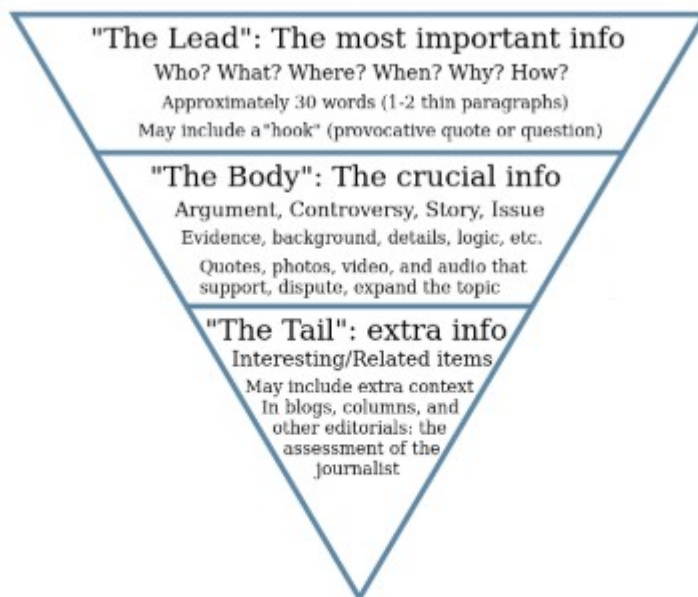 "The Lead": The most important info
Who? What? Where? When? Why? How?
Approximately 30 words (1-2 thin paragraphs)
May include a "hook" (provocative quote or question)
"The Body": The crucial info
Argument, Controversy, Story, Issue
Evidence, background, details, logic, etc.
Quotes, photos, video, and audio that
support, dispute, expand the topic
"The Tail": extra info
Interesting/Related items
May include extra context
In blogs, columns, and
other editorials: the
assessment of the
journalist